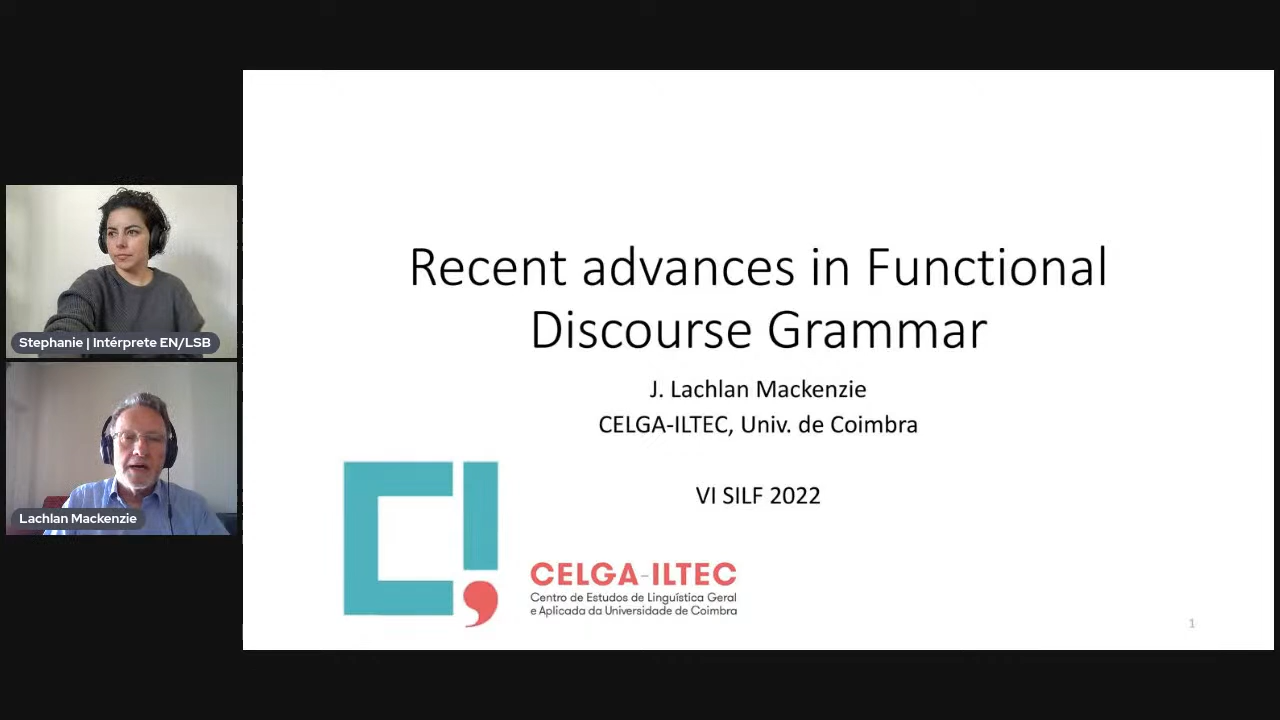 Recent advances in Functional
Discourse Grammar
J. Lachlan Mackenzie
CELGA-ILTEC, Univ. de Coimbra
VI SILF 2022
CELGA-ILTEC
Centro de Estudos de Linguística Geral
e Aplicada da Universidade de Coimbra
1
Stephanie | Intérprete EN/LSB
Lachlan Mackenzie